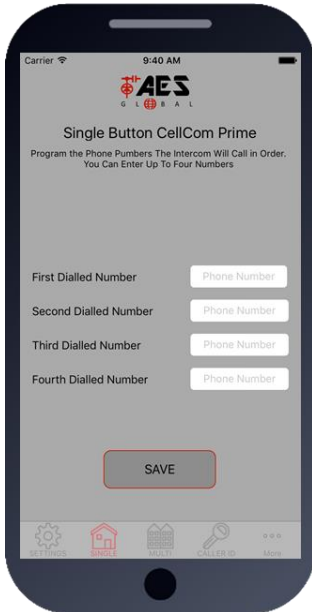 Carrier 9:40 AM
AES
GLOBAL
Single Button CellCom Prime
Program the Phone Pumbers The Intercom Will Call in Order.
You Can Enter Up To Four Numbers
First Dialled Number Phone Number
Second Dialled Number Phone Number
Third Dialled Number Phone Number
Fourth Dialled Number Phone Number
SAVE
SETTINGS SINGLE MULTI CALLER ID More